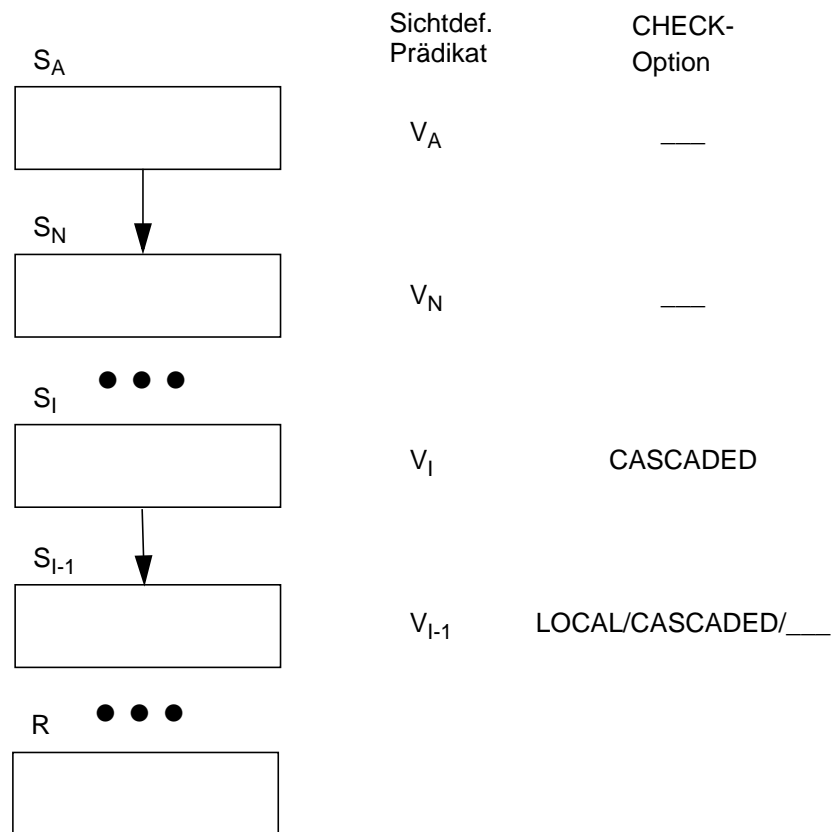 Sichtdef. CHECK-
Prädikat Option
S_A
V_A ___
S_N
V_N ___
● ● ●
S_I
V_I CASCADED
S_I-1
V_I-1 LOCAL/CASCADED/___
R ● ● ●